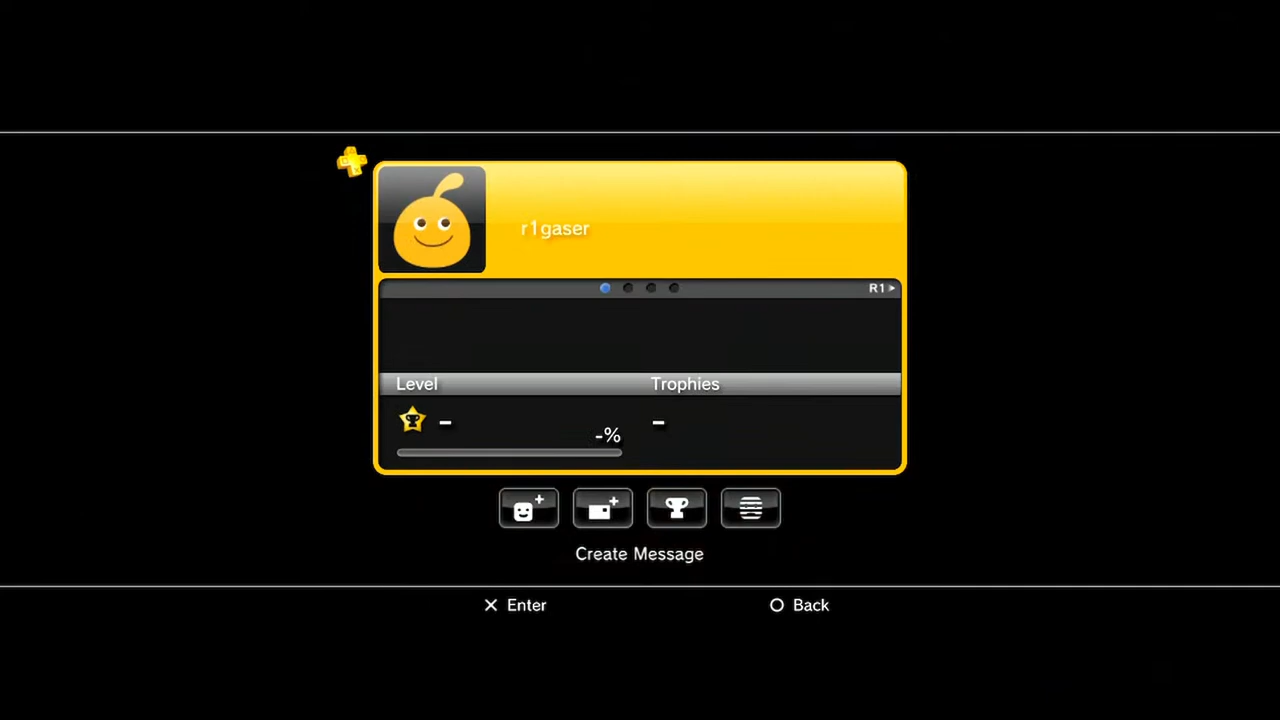 r1gaser
R1
Level Trophies
– –
-%
Create Message
Enter Back